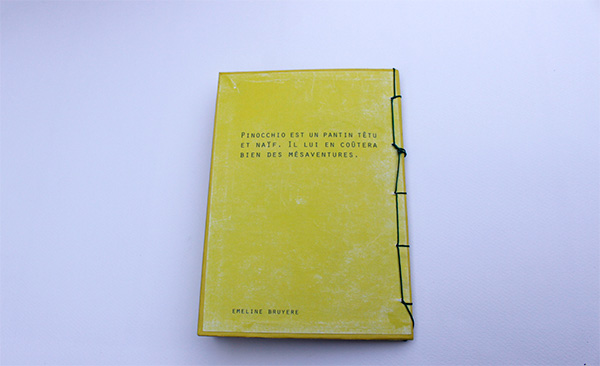 Pinocchio est un pantin têtu
et naïf. Il lui en coûtera
bien des mésaventures.
EMELINE BRUYERE